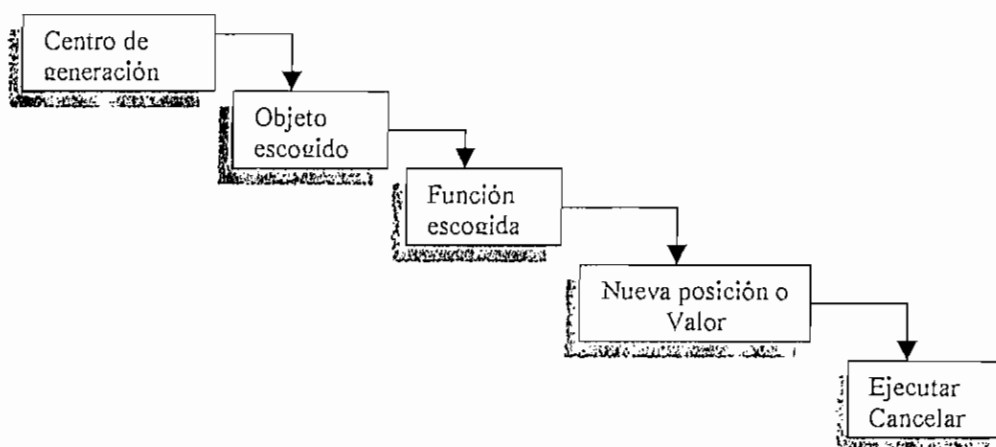 Centro de
generación
Objeto
escogido
Función
escogida
Nueva posición o
Valor
Ejecutar
Cancelar